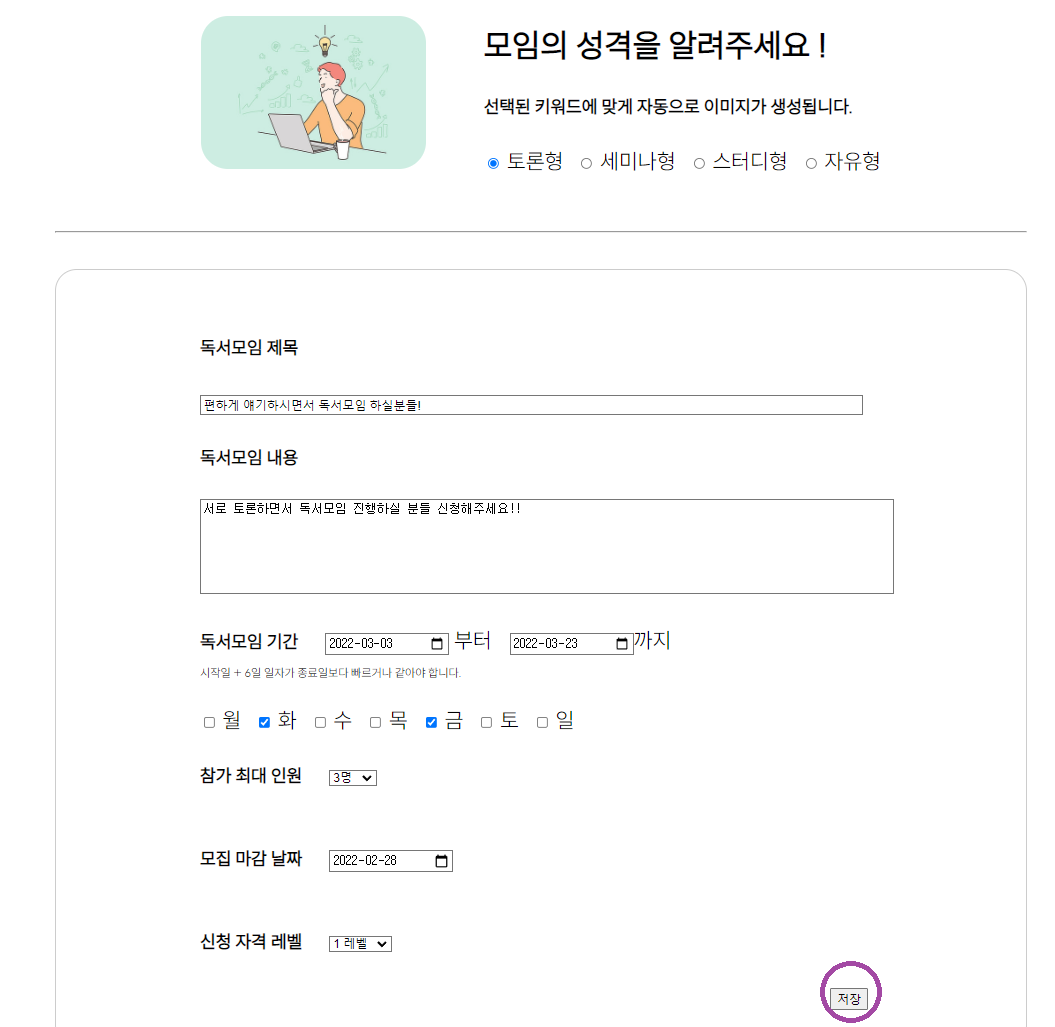 모임의 성격을 알려주세요 !
선택된 키워드에 맞게 자동으로 이미지가 생성됩니다.
토론형 세미나형 스터디형 자유형
독서모임 제목
편하게 얘기하시면서 독서모임 하실분들!
독서모임 내용
서로 토론하면서 독서모임 진행하실 분들 신청해주세요!!
독서모임 기간 2022-03-03 부터 2022-03-23 까지
시작일 + 6일 일자가 종료일보다 빠르거나 같아야 합니다.
월 화 수 목 금 토 일
참가 최대 인원 3명
모집 마감 날짜 2022-02-28
신청 자격 레벨 1 레벨
저장